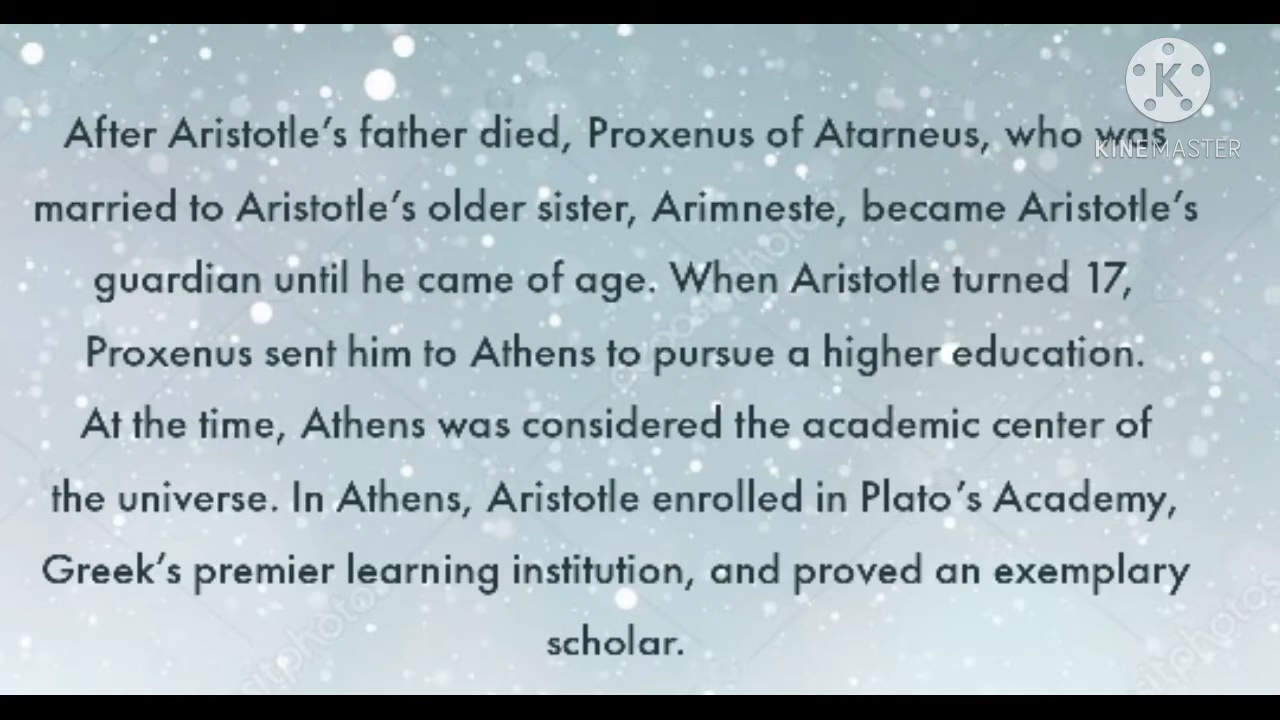 After Aristotle's father died, Proxenus of Atarneus, who was
KINEMASTER
married to Aristotle's older sister, Arimneste, became Aristotle's
guardian until he came of age. When Aristotle turned 17,
Proxenus sent him to Athens to pursue a higher education.
At the time, Athens was considered the academic center of
the universe. In Athens, Aristotle enrolled in Plato's Academy,
Greek's premier learning institution, and proved an exemplary
scholar.